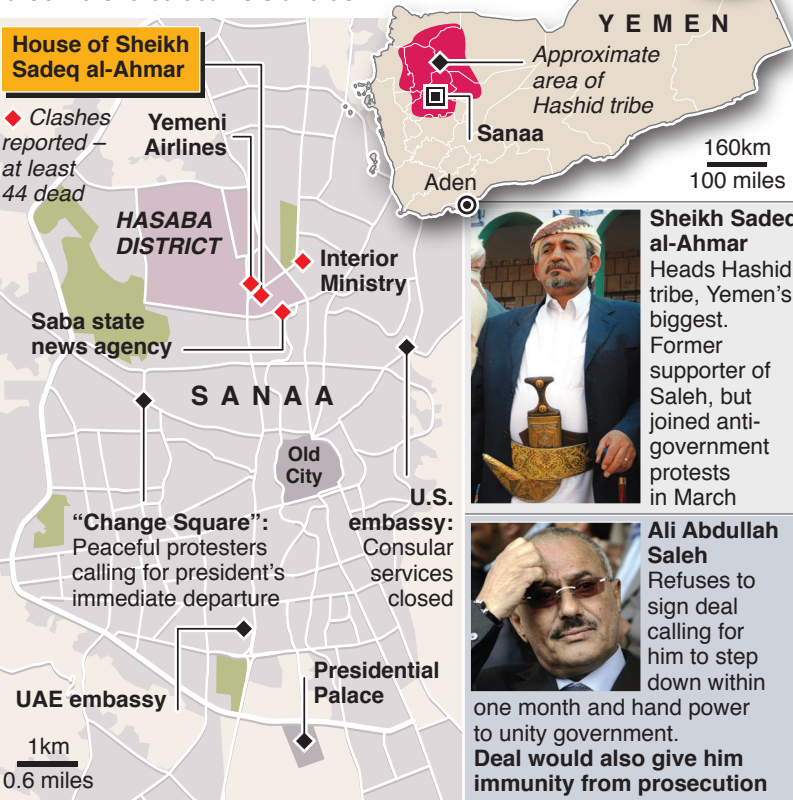 House of Sheikh
Sadeq al-Ahmar
Clashes
reported –
at least
44 dead
Yemeni
Airlines
HASABA
DISTRICT
Interior
Ministry
Saba state
news agency
SANAA
Old
City
"Change Square":
Peaceful protesters
calling for president's
immediate departure
U.S.
embassy:
Consular
services
closed
UAE embassy
Presidential
Palace
1km
0.6 miles
YEMEN
Approximate
area of
Hashid tribe
Sanaa
Aden
160km
100 miles
Sheikh Sadeq
al-Ahmar
Heads Hashid
tribe, Yemen's
biggest.
Former
supporter of
Saleh, but
joined anti-
government
protests
in March
Ali Abdullah
Saleh
Refuses to
sign deal
calling for
him to step
down within
one month and hand power
to unity government.
Deal would also give him
immunity from prosecution